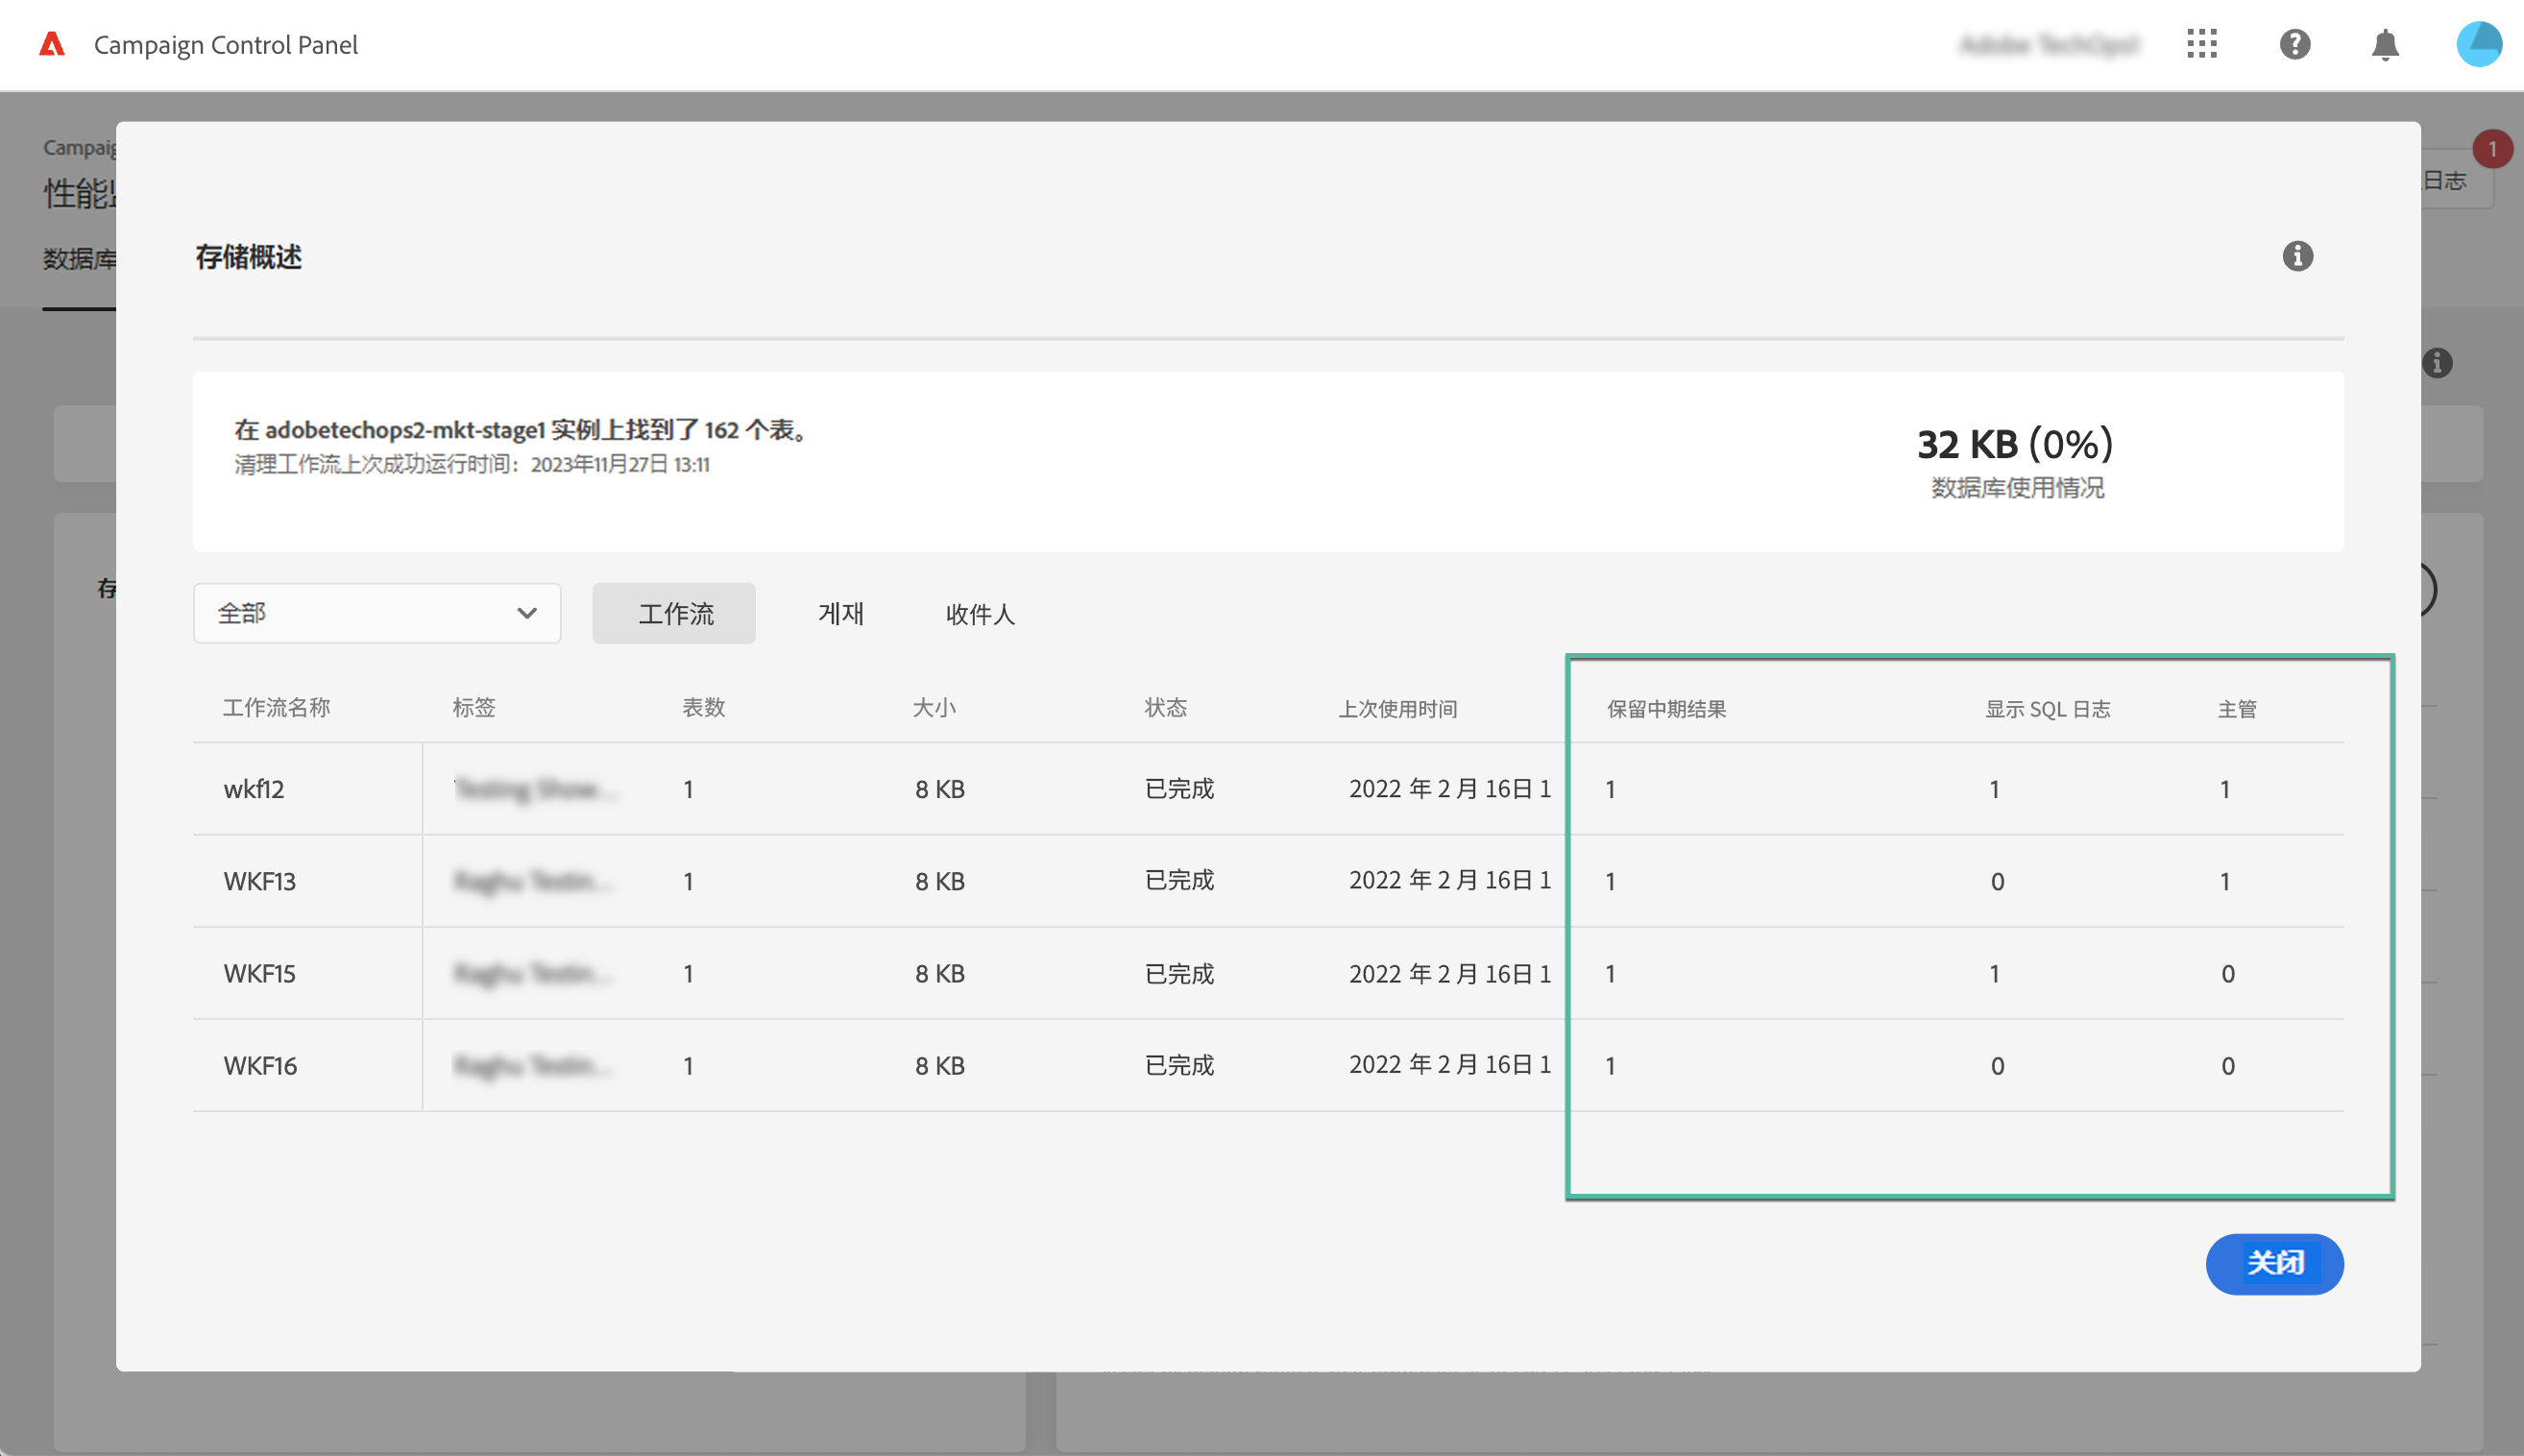 Campaign Control Panel
Campaig
性能
数据库
日志
1
存储概述
在 adobetechops2-mkt-stage1 实例上找到了 162 个表。
清理工作流上次成功运行时间：2023年11月27日 13:11
32 KB (0%)
数据库使用情况
存
全部 工作流 게재 收件人
工作流名称 标签 表数 大小 状态 上次使用时间 保留中期结果 显示 SQL 日志 主管
wkf12 1 8 KB 已完成 2022 年 2 月 16日 1 1 1 1
WKF13 1 8 KB 已完成 2022 年 2 月 16日 1 1 0 1
WKF15 1 8 KB 已完成 2022 年 2 月 16日 1 1 1 0
WKF16 1 8 KB 已完成 2022 年 2 月 16日 1 1 0 0
关闭